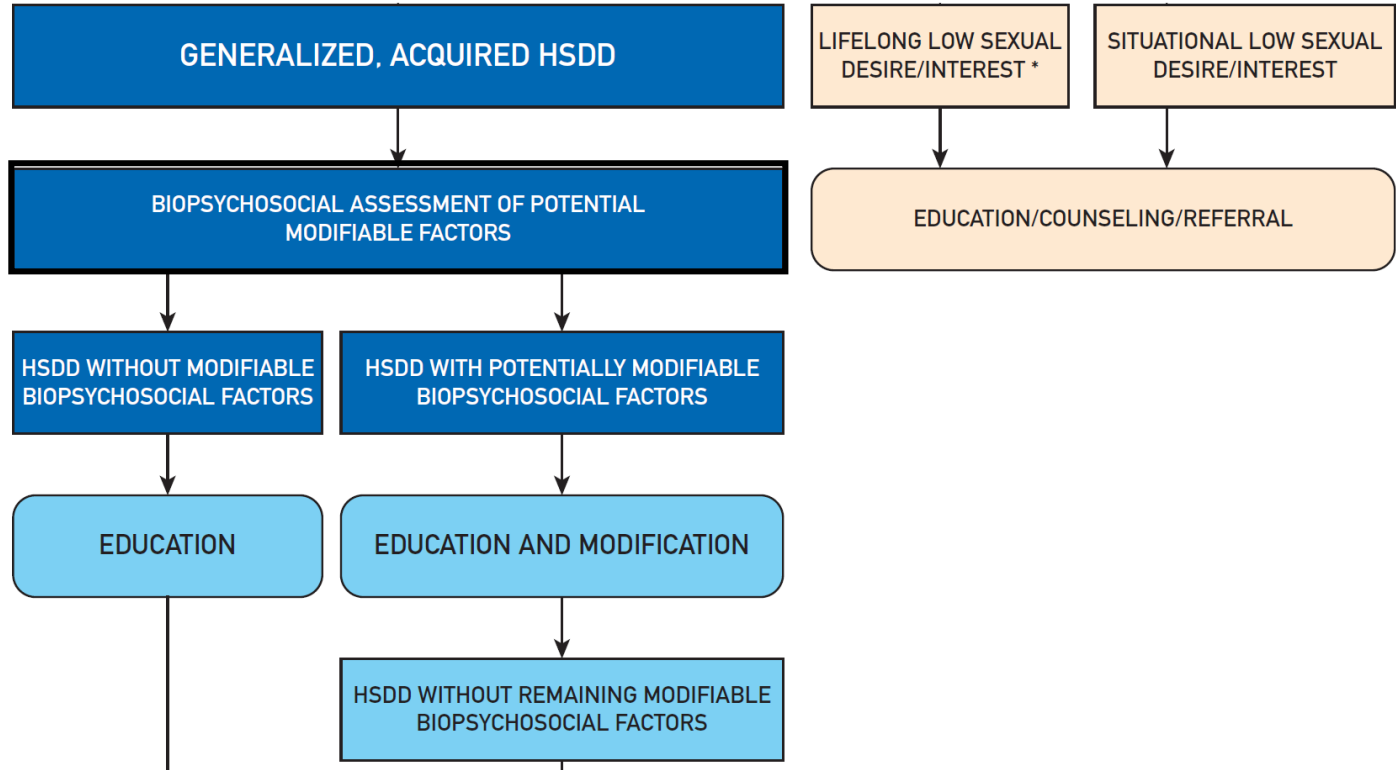 GENERALIZED, ACQUIRED HSDD
LIFELONG LOW SEXUAL
DESIRE/INTEREST *
SITUATIONAL LOW SEXUAL
DESIRE/INTEREST
BIOPSYCHOSOCIAL ASSESSMENT OF POTENTIAL
MODIFIABLE FACTORS
EDUCATION/COUNSELING/REFERRAL
HSDD WITHOUT MODIFIABLE
BIOPSYCHOSOCIAL FACTORS
HSDD WITH POTENTIALLY MODIFIABLE
BIOPSYCHOSOCIAL FACTORS
EDUCATION
EDUCATION AND MODIFICATION
HSDD WITHOUT REMAINING MODIFIABLE
BIOPSYCHOSOCIAL FACTORS